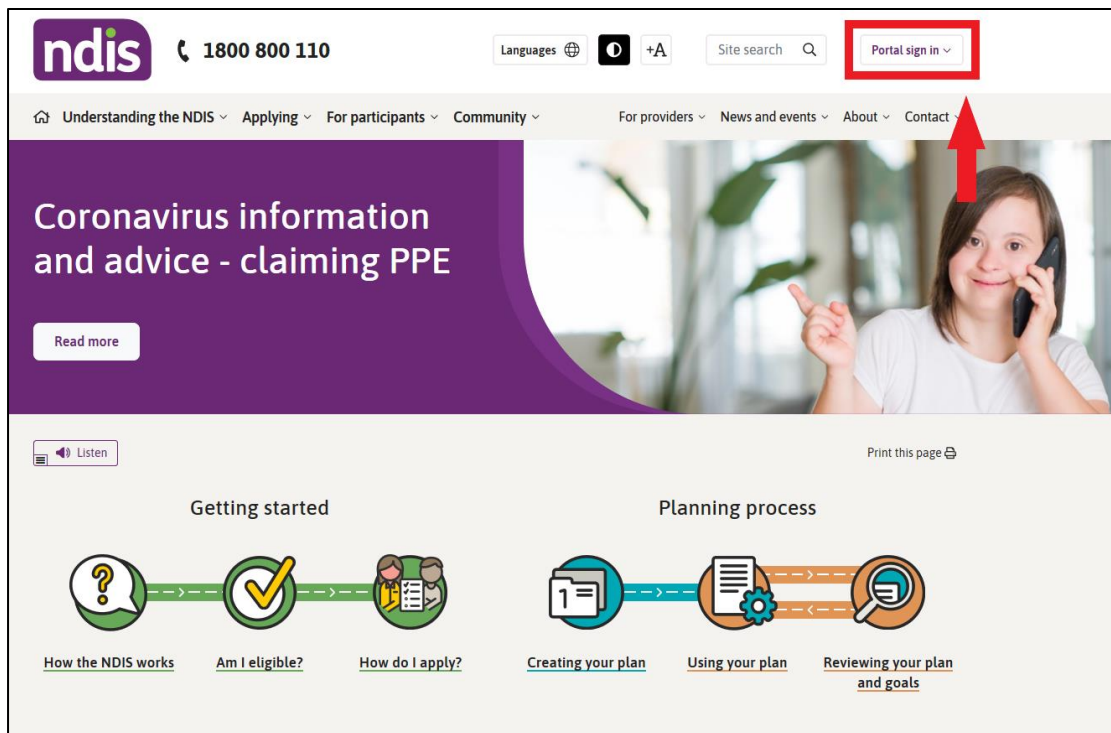 ndis
1800 800 110
Languages
+A
Site search
Portal sign in
Understanding the NDIS
Applying
For participants
Community
For providers
News and events
About
Contact
Coronavirus information
and advice - claiming PPE
Read more
Listen
Print this page
Getting started
Planning process
?
1
How the NDIS works
Am I eligible?
How do I apply?
Creating your plan
Using your plan
Reviewing your plan
and goals